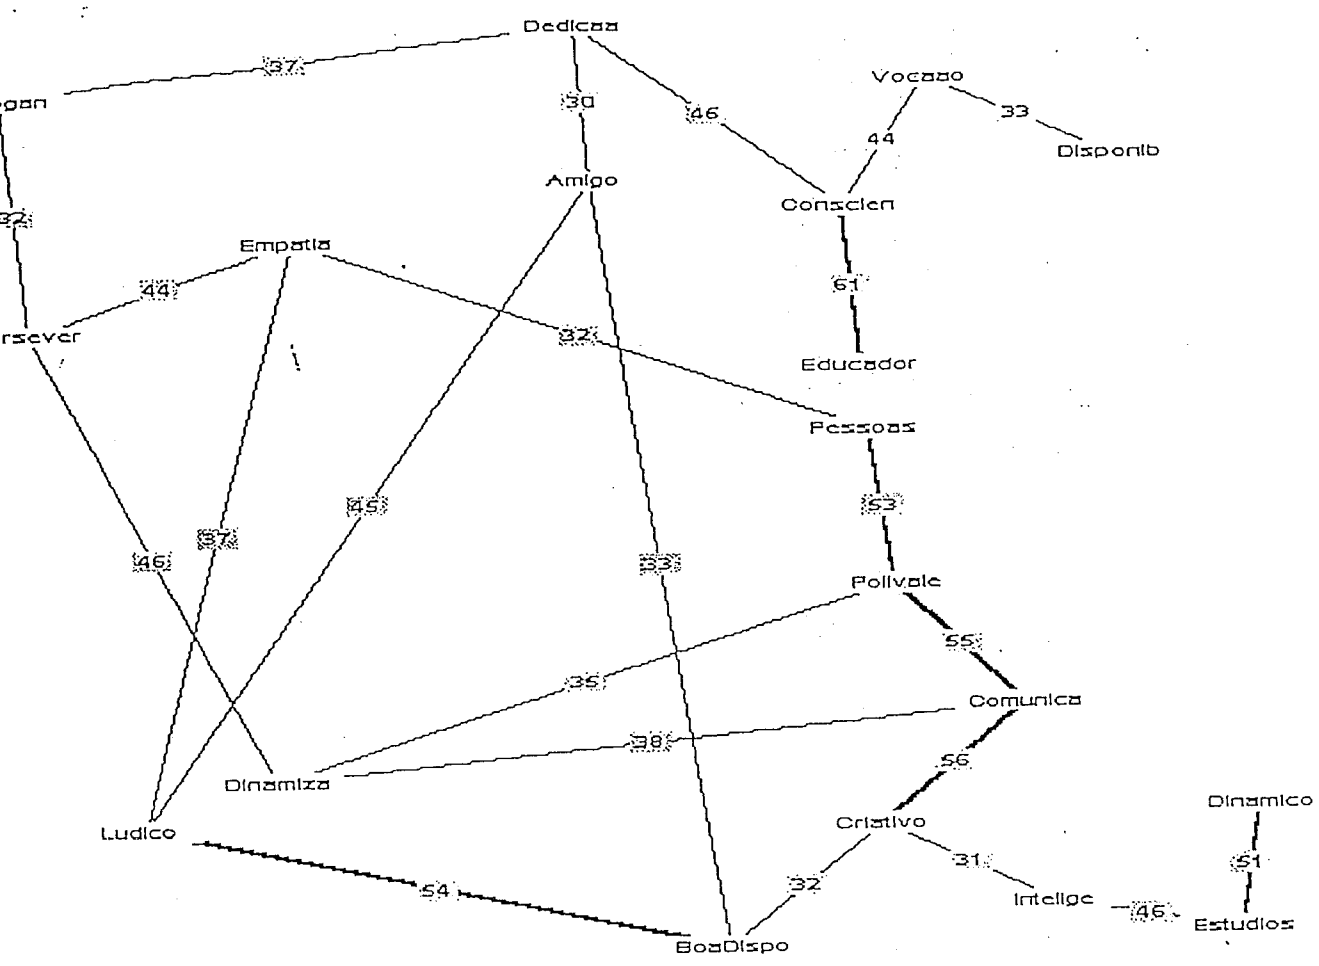 Dedicaa
37
Vocaao
gan
30
46
33
44
Disponib
Amigo
Conscien
32
Empatia
44
61
rsever
32
Educador
Pessoas
45
53
37
46
33
Polivale
55
35
Comunica
38
56
Dinamiza
Dinamico
Criativo
Ludico
31
51
32
54
Intelige
46
Estudios
BoaDispo